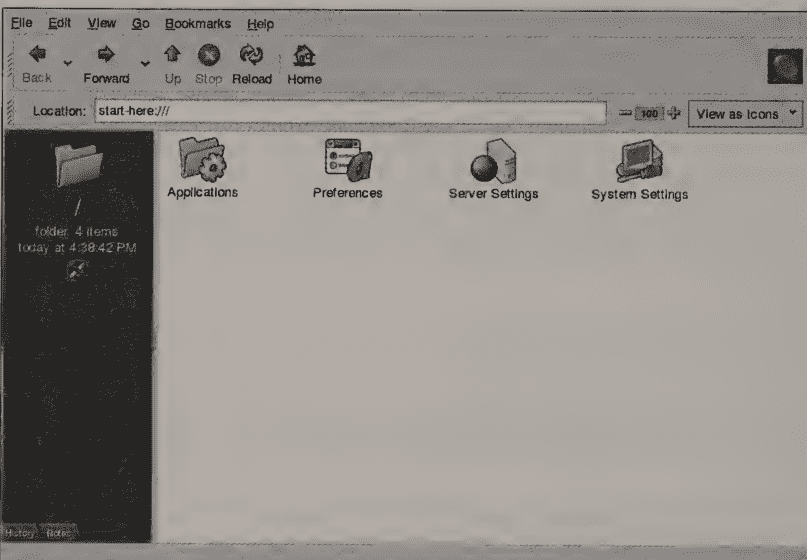 File Edit View Go Bookmarks Help
Back Forward Up Stop Reload Home
Location: start-here:/// 100 View as Icons
Applications Preferences Server Settings System Settings
/
folder, 4 items
today at 4:38:42 PM
History Notes